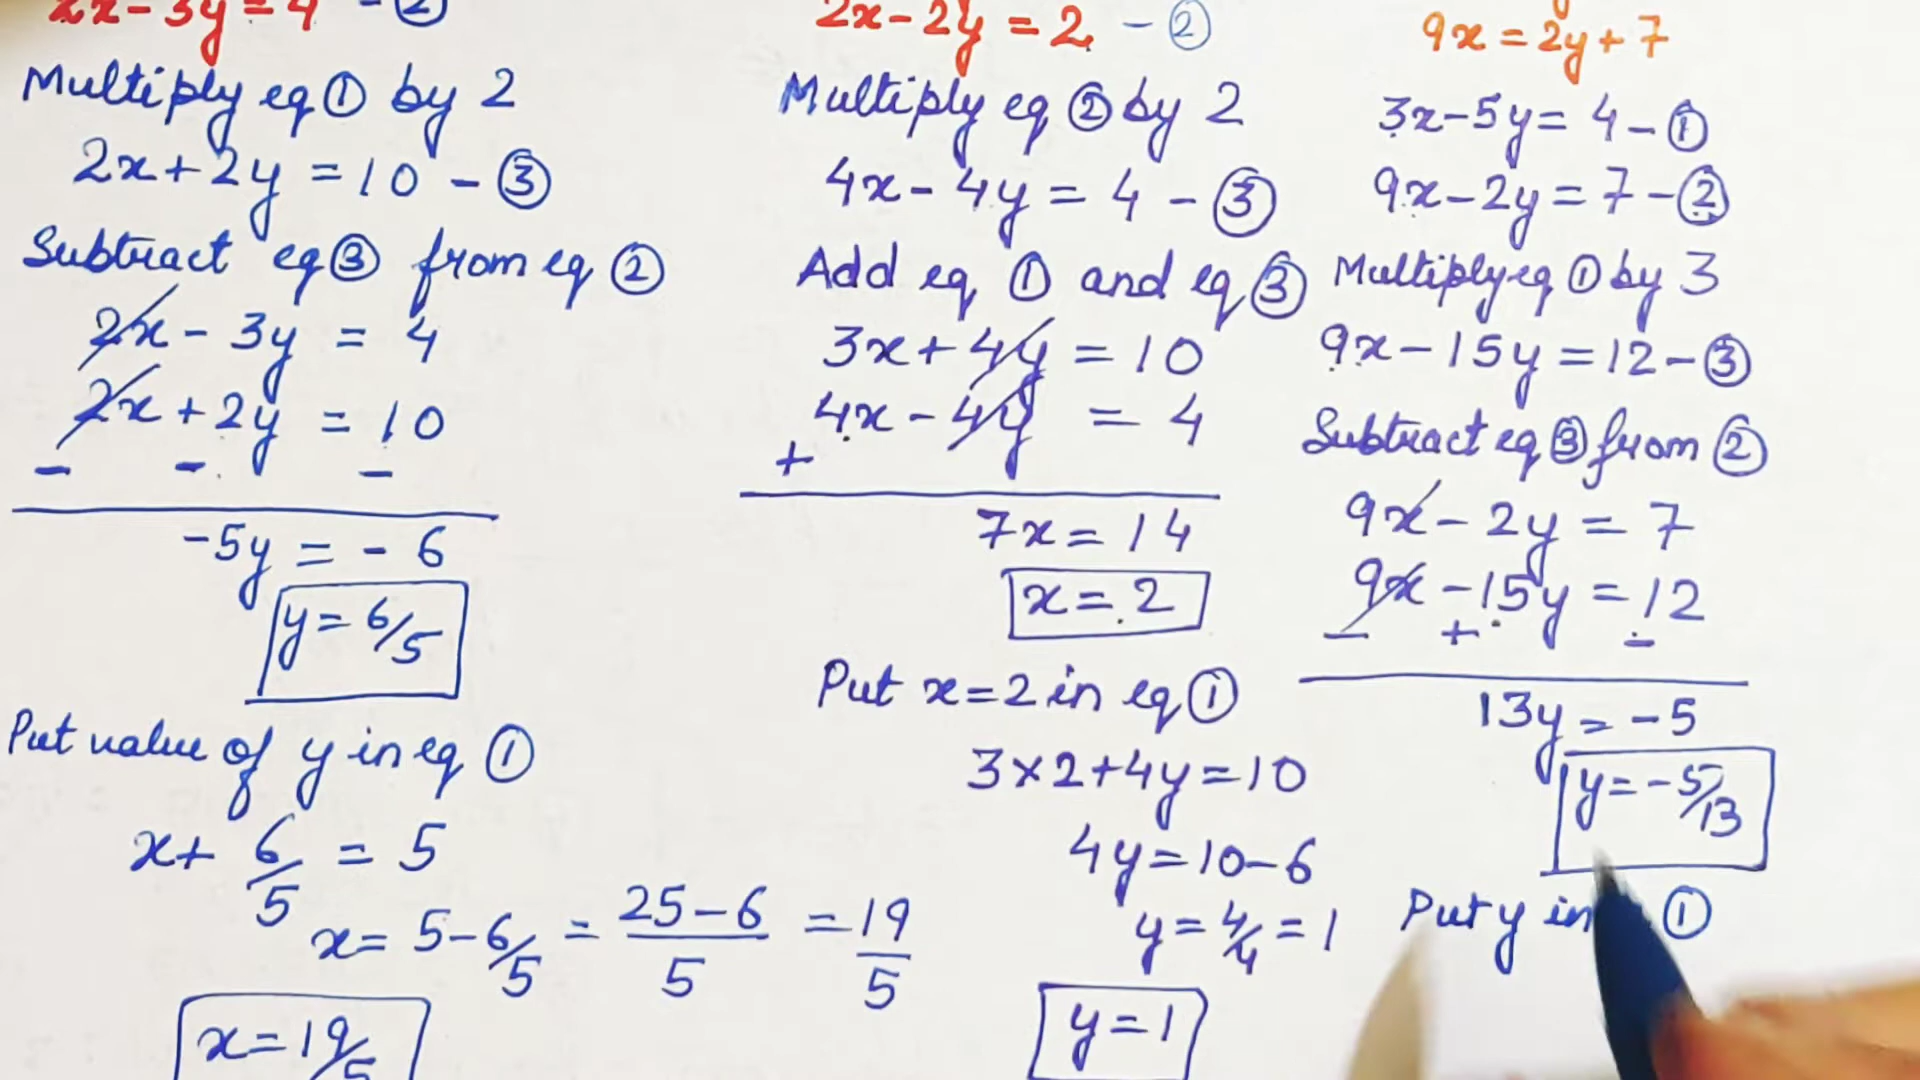 2x-3y=4 -②
Multiply eq ① by 2
2x+2y=10 -③
Subtract eq ③ from eq ②
2x - 3y = 4
2x + 2y = 10
- - -
-5y = -6
y=6/5
Put value of y in eq ①
x+ 6/5 = 5
x= 5-6/5 = 25-6/5 = 19/5
x=19/5
2x-2y=2 -②
Multiply eq ② by 2
4x-4y=4 -③
Add eq ① and eq ③
3x+4y=10
4x-4y = 4
+
7x=14
x=2
Put x=2 in eq ①
3×2+4y=10
4y=10-6
y=4/4=1
y=1
9x=2y+7
3x-5y=4-①
9x-2y=7-②
Multiply eq ① by 3
9x-15y=12-③
Subtract eq ③ from ②
9x-2y=7
9x-15y=12
- + -
13y=-5
y=-5/13
Put y in ①